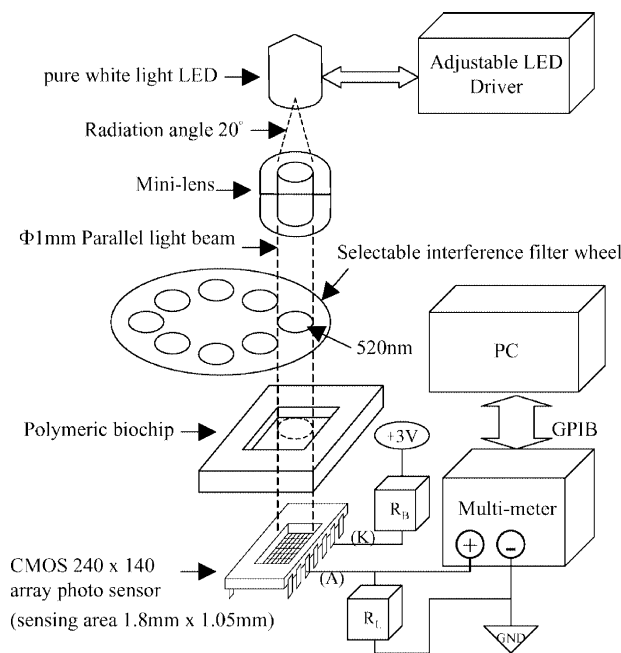 pure white light LED
Adjustable LED
Driver
Radiation angle 20°
Mini-lens
Φ1mm Parallel light beam
Selectable interference filter wheel
520nm
PC
Polymeric biochip
+3V
GPIB
R_B
Multi-meter
(K)
+
-
CMOS 240 x 140
array photo sensor
(sensing area 1.8mm x 1.05mm)
(A)
R_L
GND